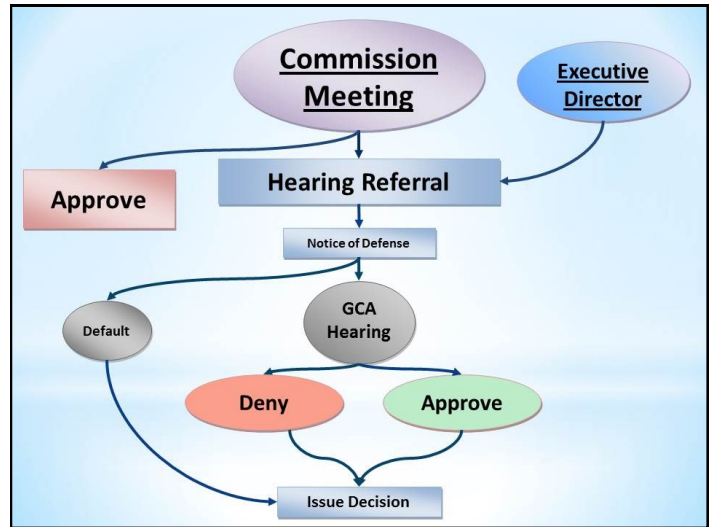 Commission
Meeting
Executive
Director
Approve
Hearing Referral
Notice of Defense
Default
GCA
Hearing
Deny
Approve
Issue Decision